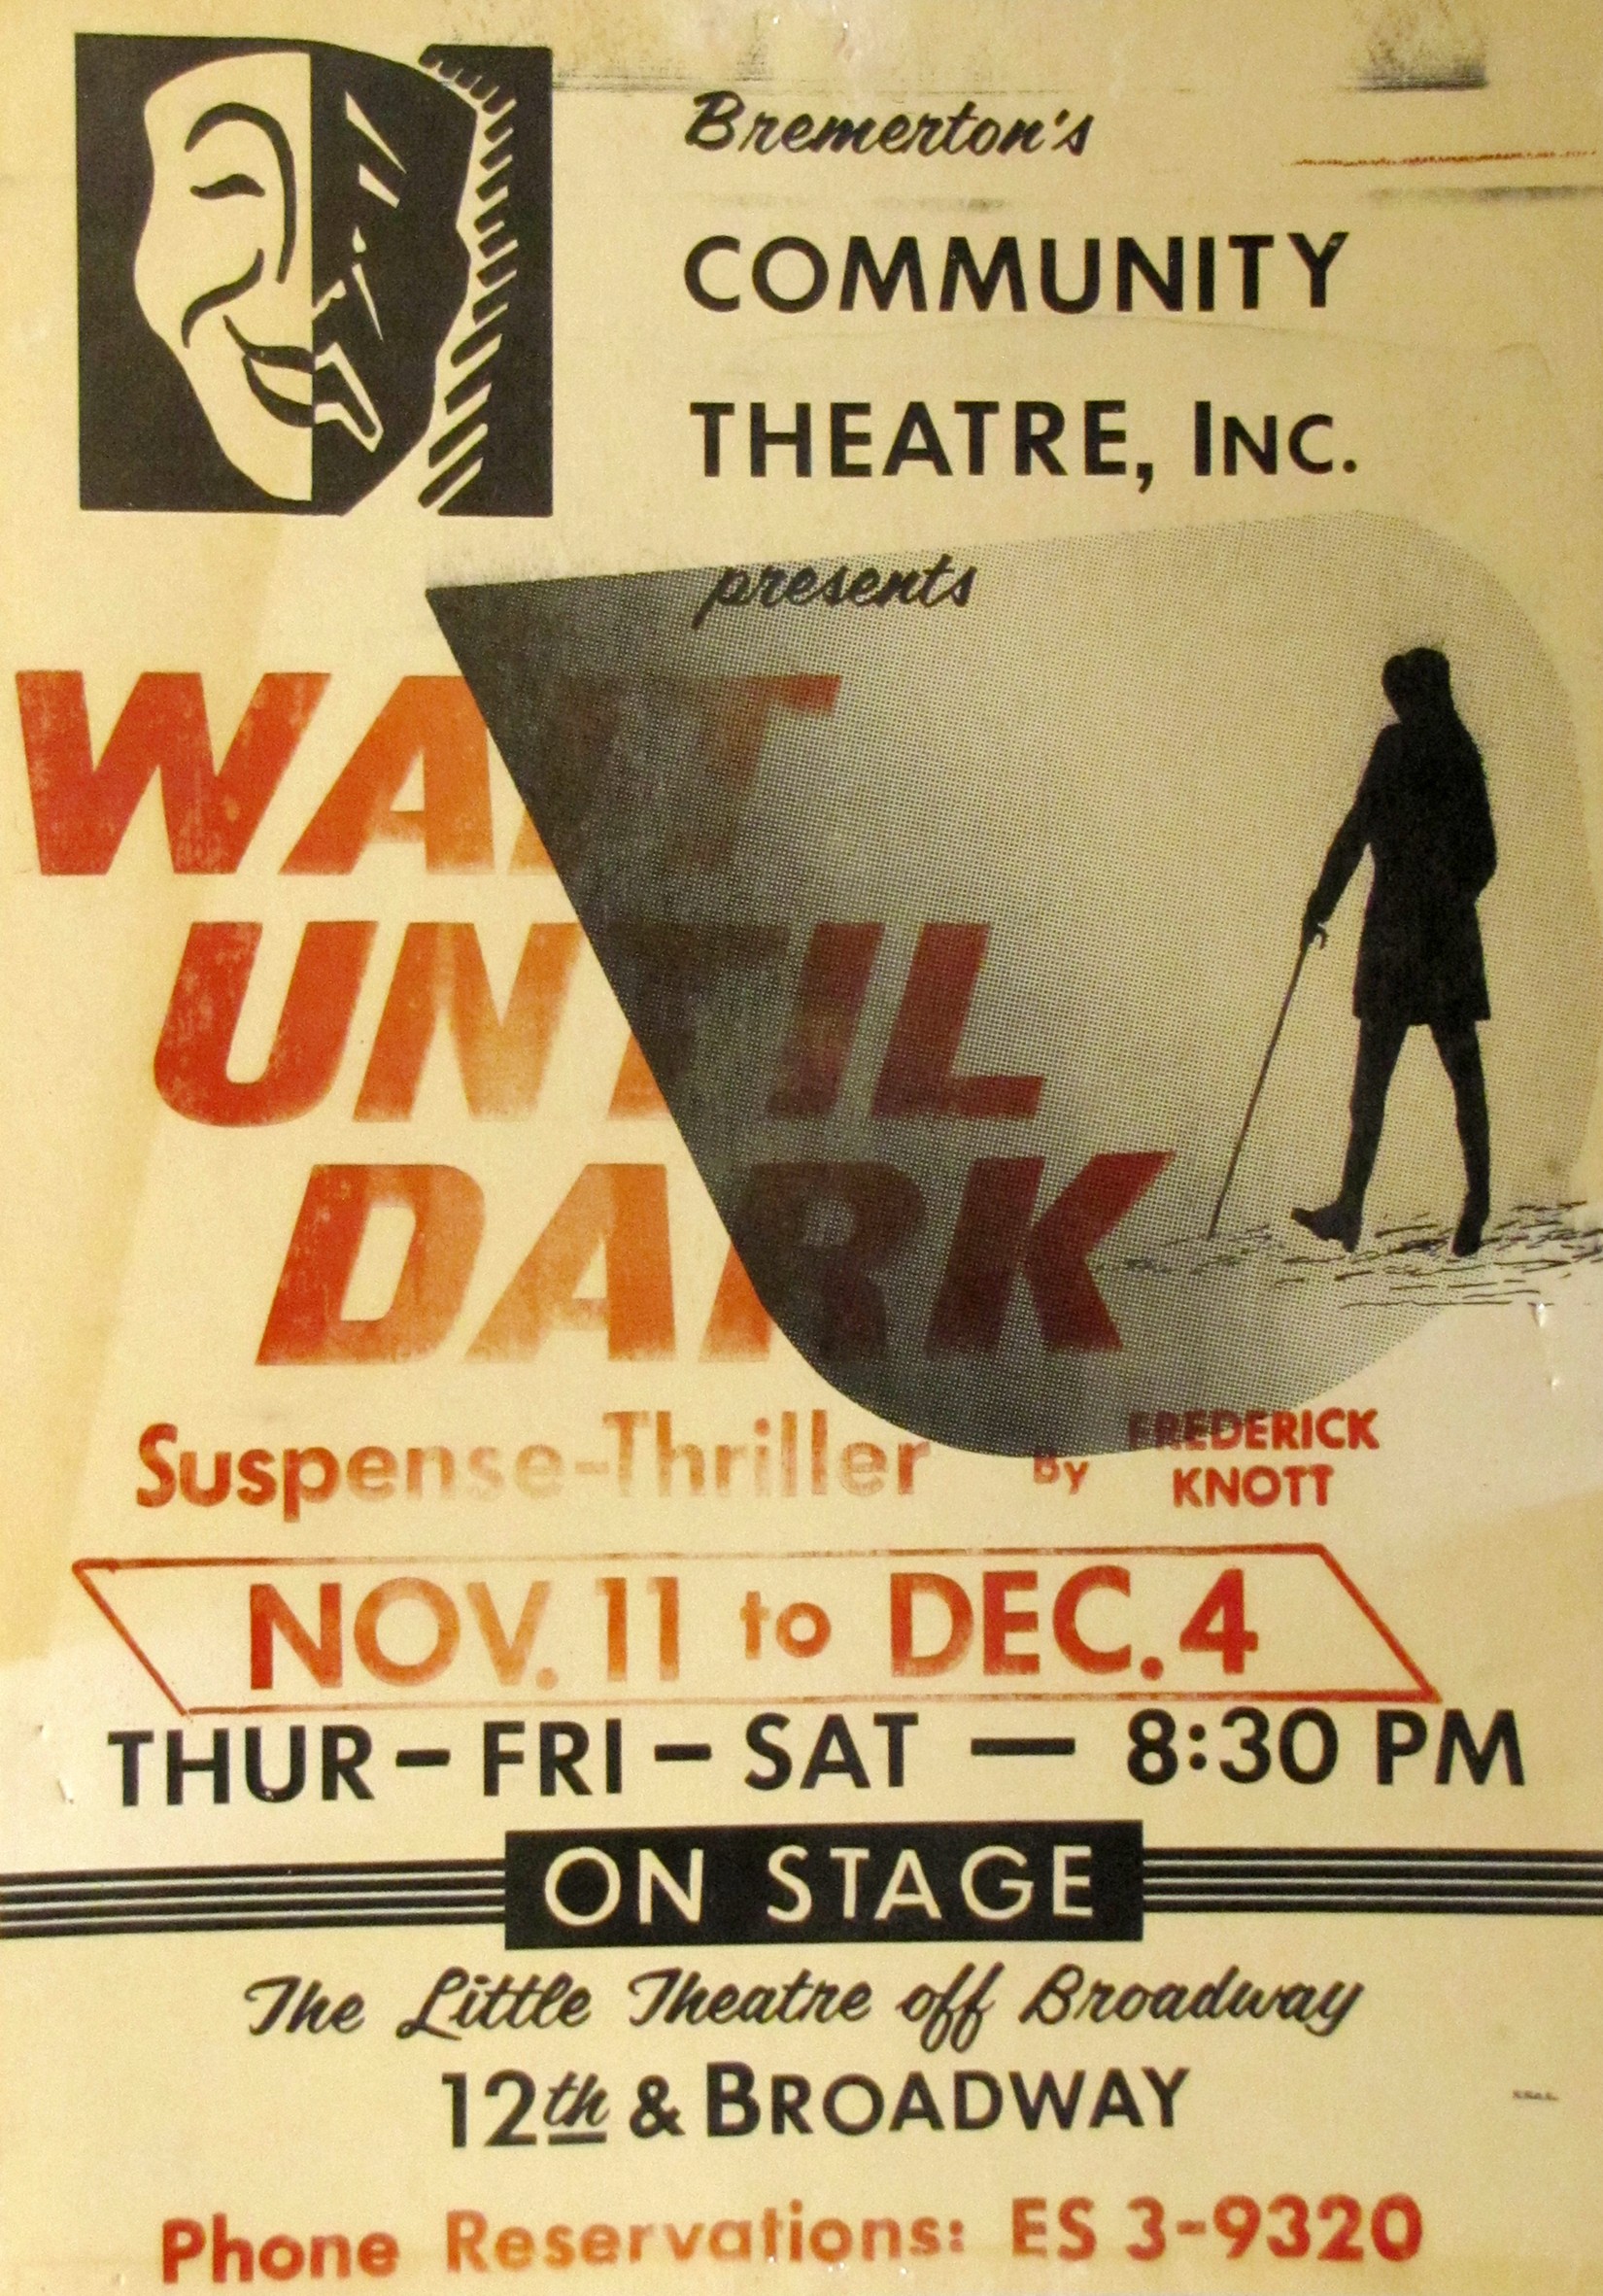 Bremerton's
COMMUNITY
THEATRE, INC.
presents
WAIT
UNTIL
DARK
Suspense-Thriller By FREDERICK KNOTT
NOV. 11 to DEC. 4
THUR - FRI - SAT — 8:30 PM
ON STAGE
The Little Theatre off Broadway
12th & BROADWAY
Phone Reservations: ES 3-9320